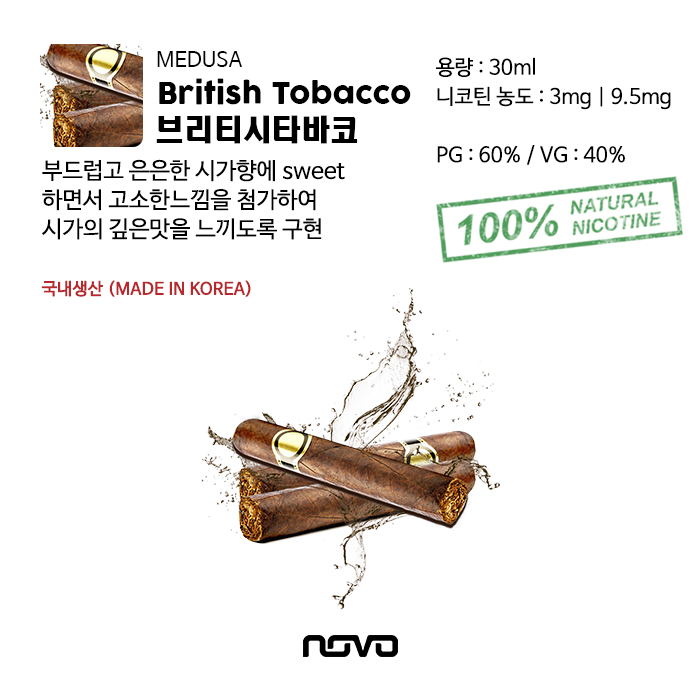 MEDUSA
British Tobacco
브리티시타바코
부드럽고 은은한 시가향에 sweet
하면서 고소한느낌을 첨가하여
시가의 깊은맛을 느끼도록 구현
국내생산 (MADE IN KOREA)
용량 : 30ml
니코틴 농도 : 3mg | 9.5mg
PG : 60% / VG : 40%
100% NATURAL
NICOTINE
novo